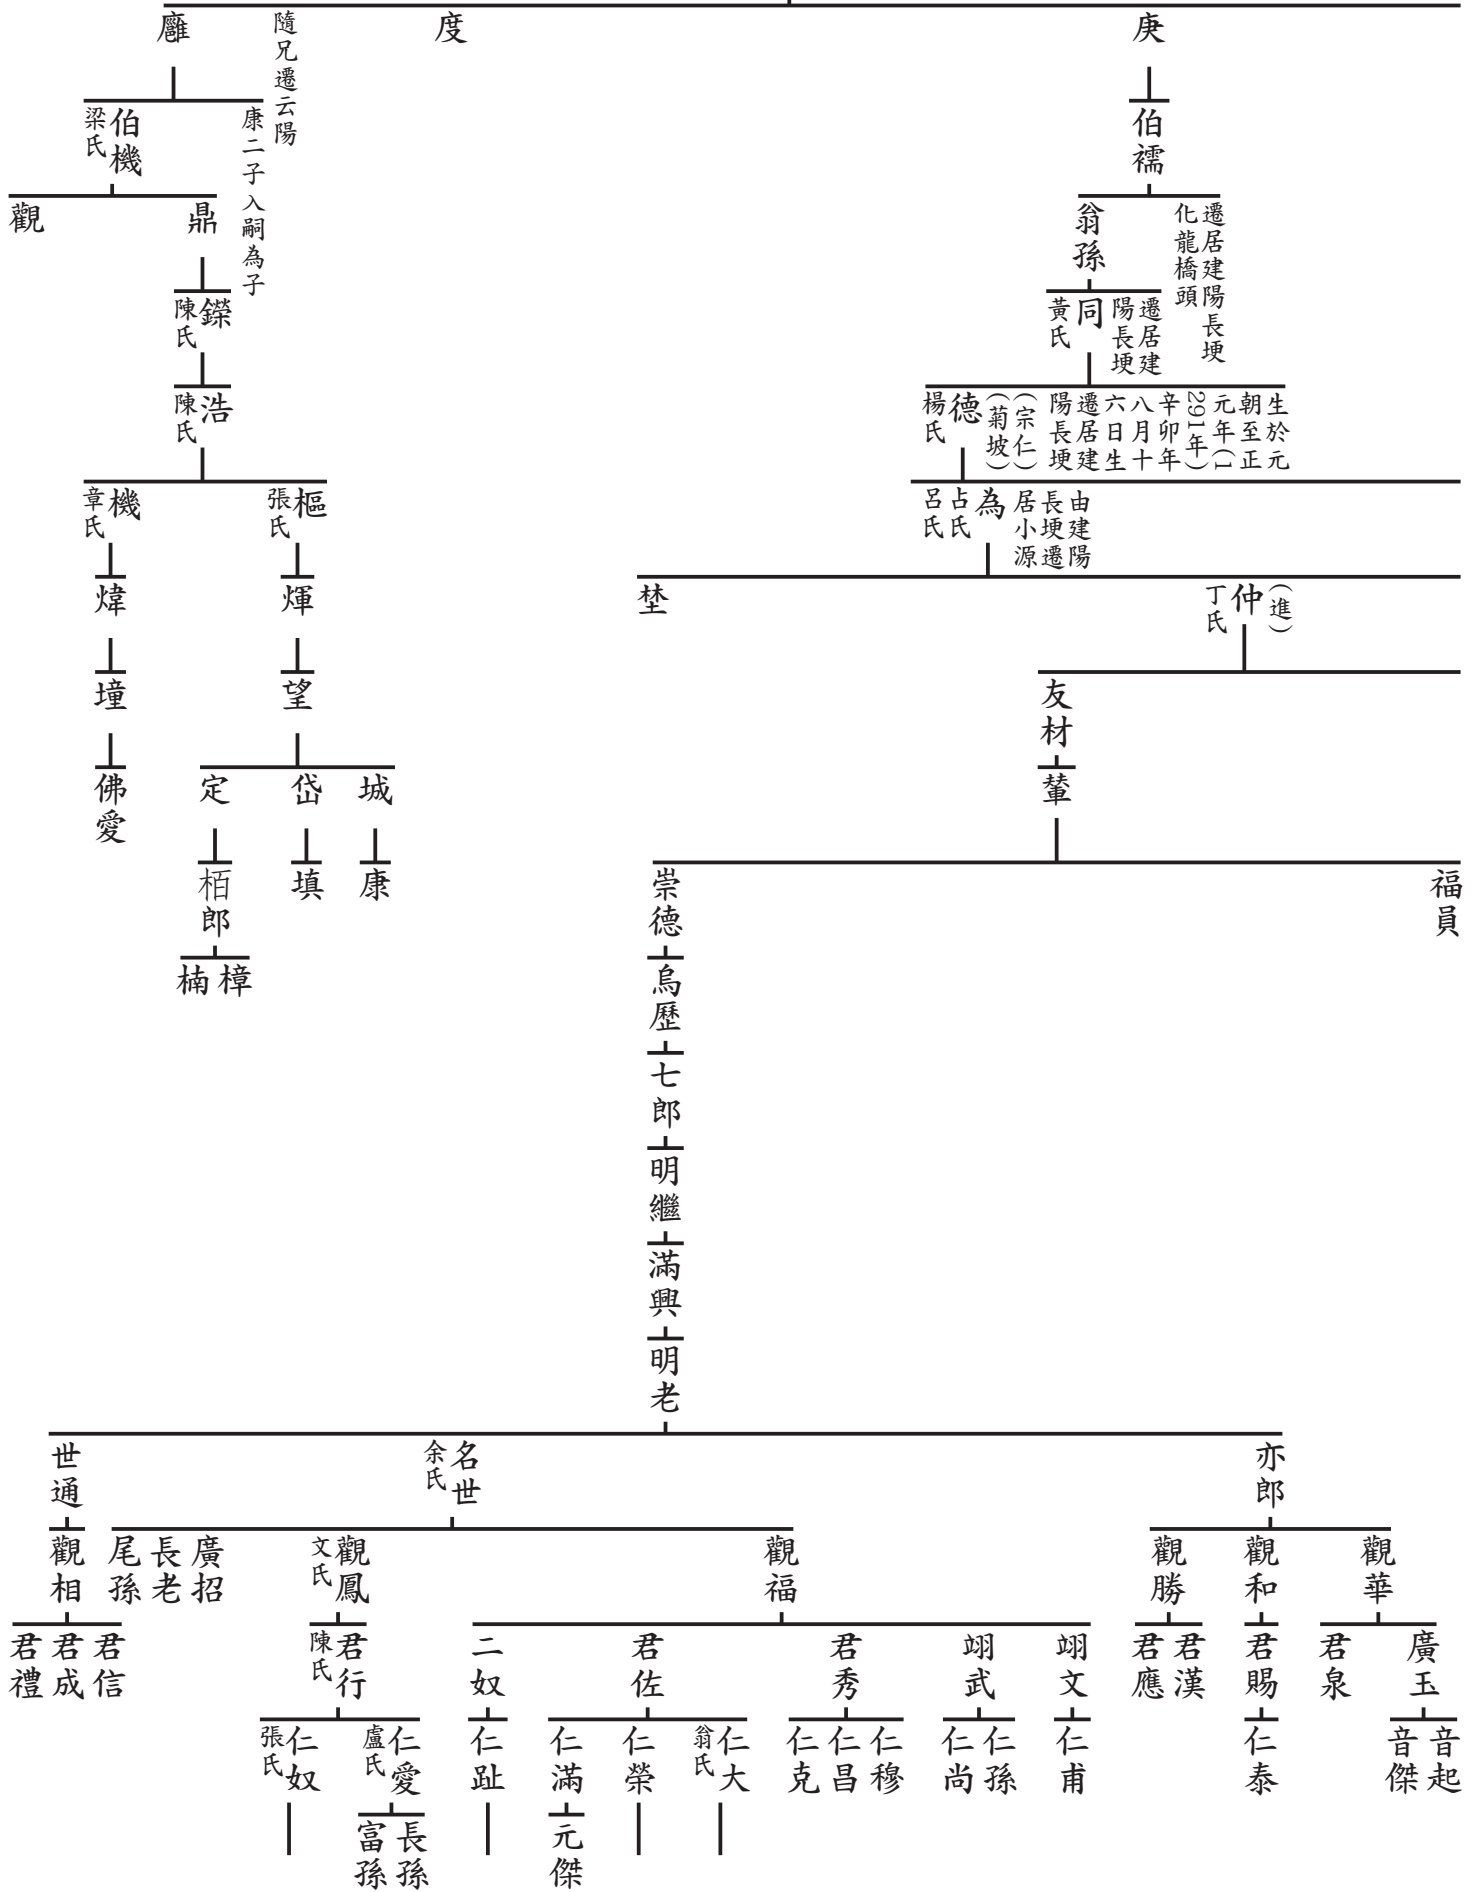 庚
度
隨兄遷云陽
廱
伯襦
康二子入嗣為子
伯機
梁氏
遷居建陽長埂
化龍橋頭
翁孫
鼎
觀
遷居建
陽長埂
同
黃氏
鑅
陳氏
生於元
朝至正
元年(1
291年)
辛卯年
八月十
六日生
遷居建
陽長埂
(宗仁)
(菊坡)
德
楊氏
浩
陳氏
由建陽
長埂遷
居小源
為
占氏
呂氏
樞
張氏
機
章氏
(進)
仲
丁氏
埜
煇
煒
友材
望
墥
輦
城
岱
定
佛愛
福員
崇德
康
填
栢郎
烏歷
樟
楠
七郎
明繼
滿興
明老
亦郎
名世
余氏
世通
觀華
觀和
觀勝
觀福
觀鳳
文氏
廣招
長老
尾孫
觀相
廣玉
君泉
君賜
君漢
君應
翊文
翊武
君秀
君佐
二奴
君行
陳氏
君信
君成
君禮
音起
音傑
仁泰
仁甫
仁孫
仁尚
仁穆
仁昌
仁克
仁大
翁氏
仁榮
仁滿
仁趾
仁愛
盧氏
仁奴
張氏
元傑
長孫
富孫